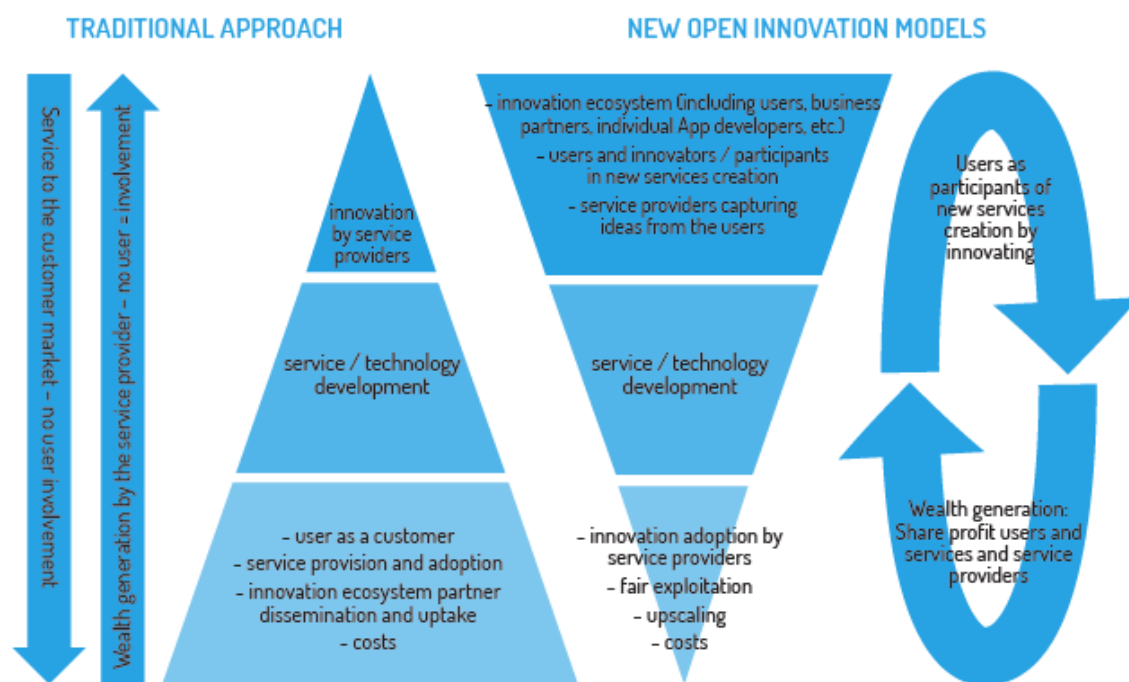 TRADITIONAL APPROACH
NEW OPEN INNOVATION MODELS
Service to the customer market – no user involvement
Wealth generation by the service provider – no user =involvement
innovation
by service
providers
service / technology
development
- user as a customer
- service provision and adoption
- innovation ecosystem partner
dissemination and uptake
- costs
- innovation ecosystem (including users, business
partners, individual App developers, etc.)
- users and innovators / participants
in new services creation
- service providers capturing
ideas from the users
service / technology
development
- innovation adoption by
service providers
- fair exploitation
- upscaling
- costs
Users as
participants of
new services
creation by
innovating
Wealth generation:
Share profit users and
services and service
providers